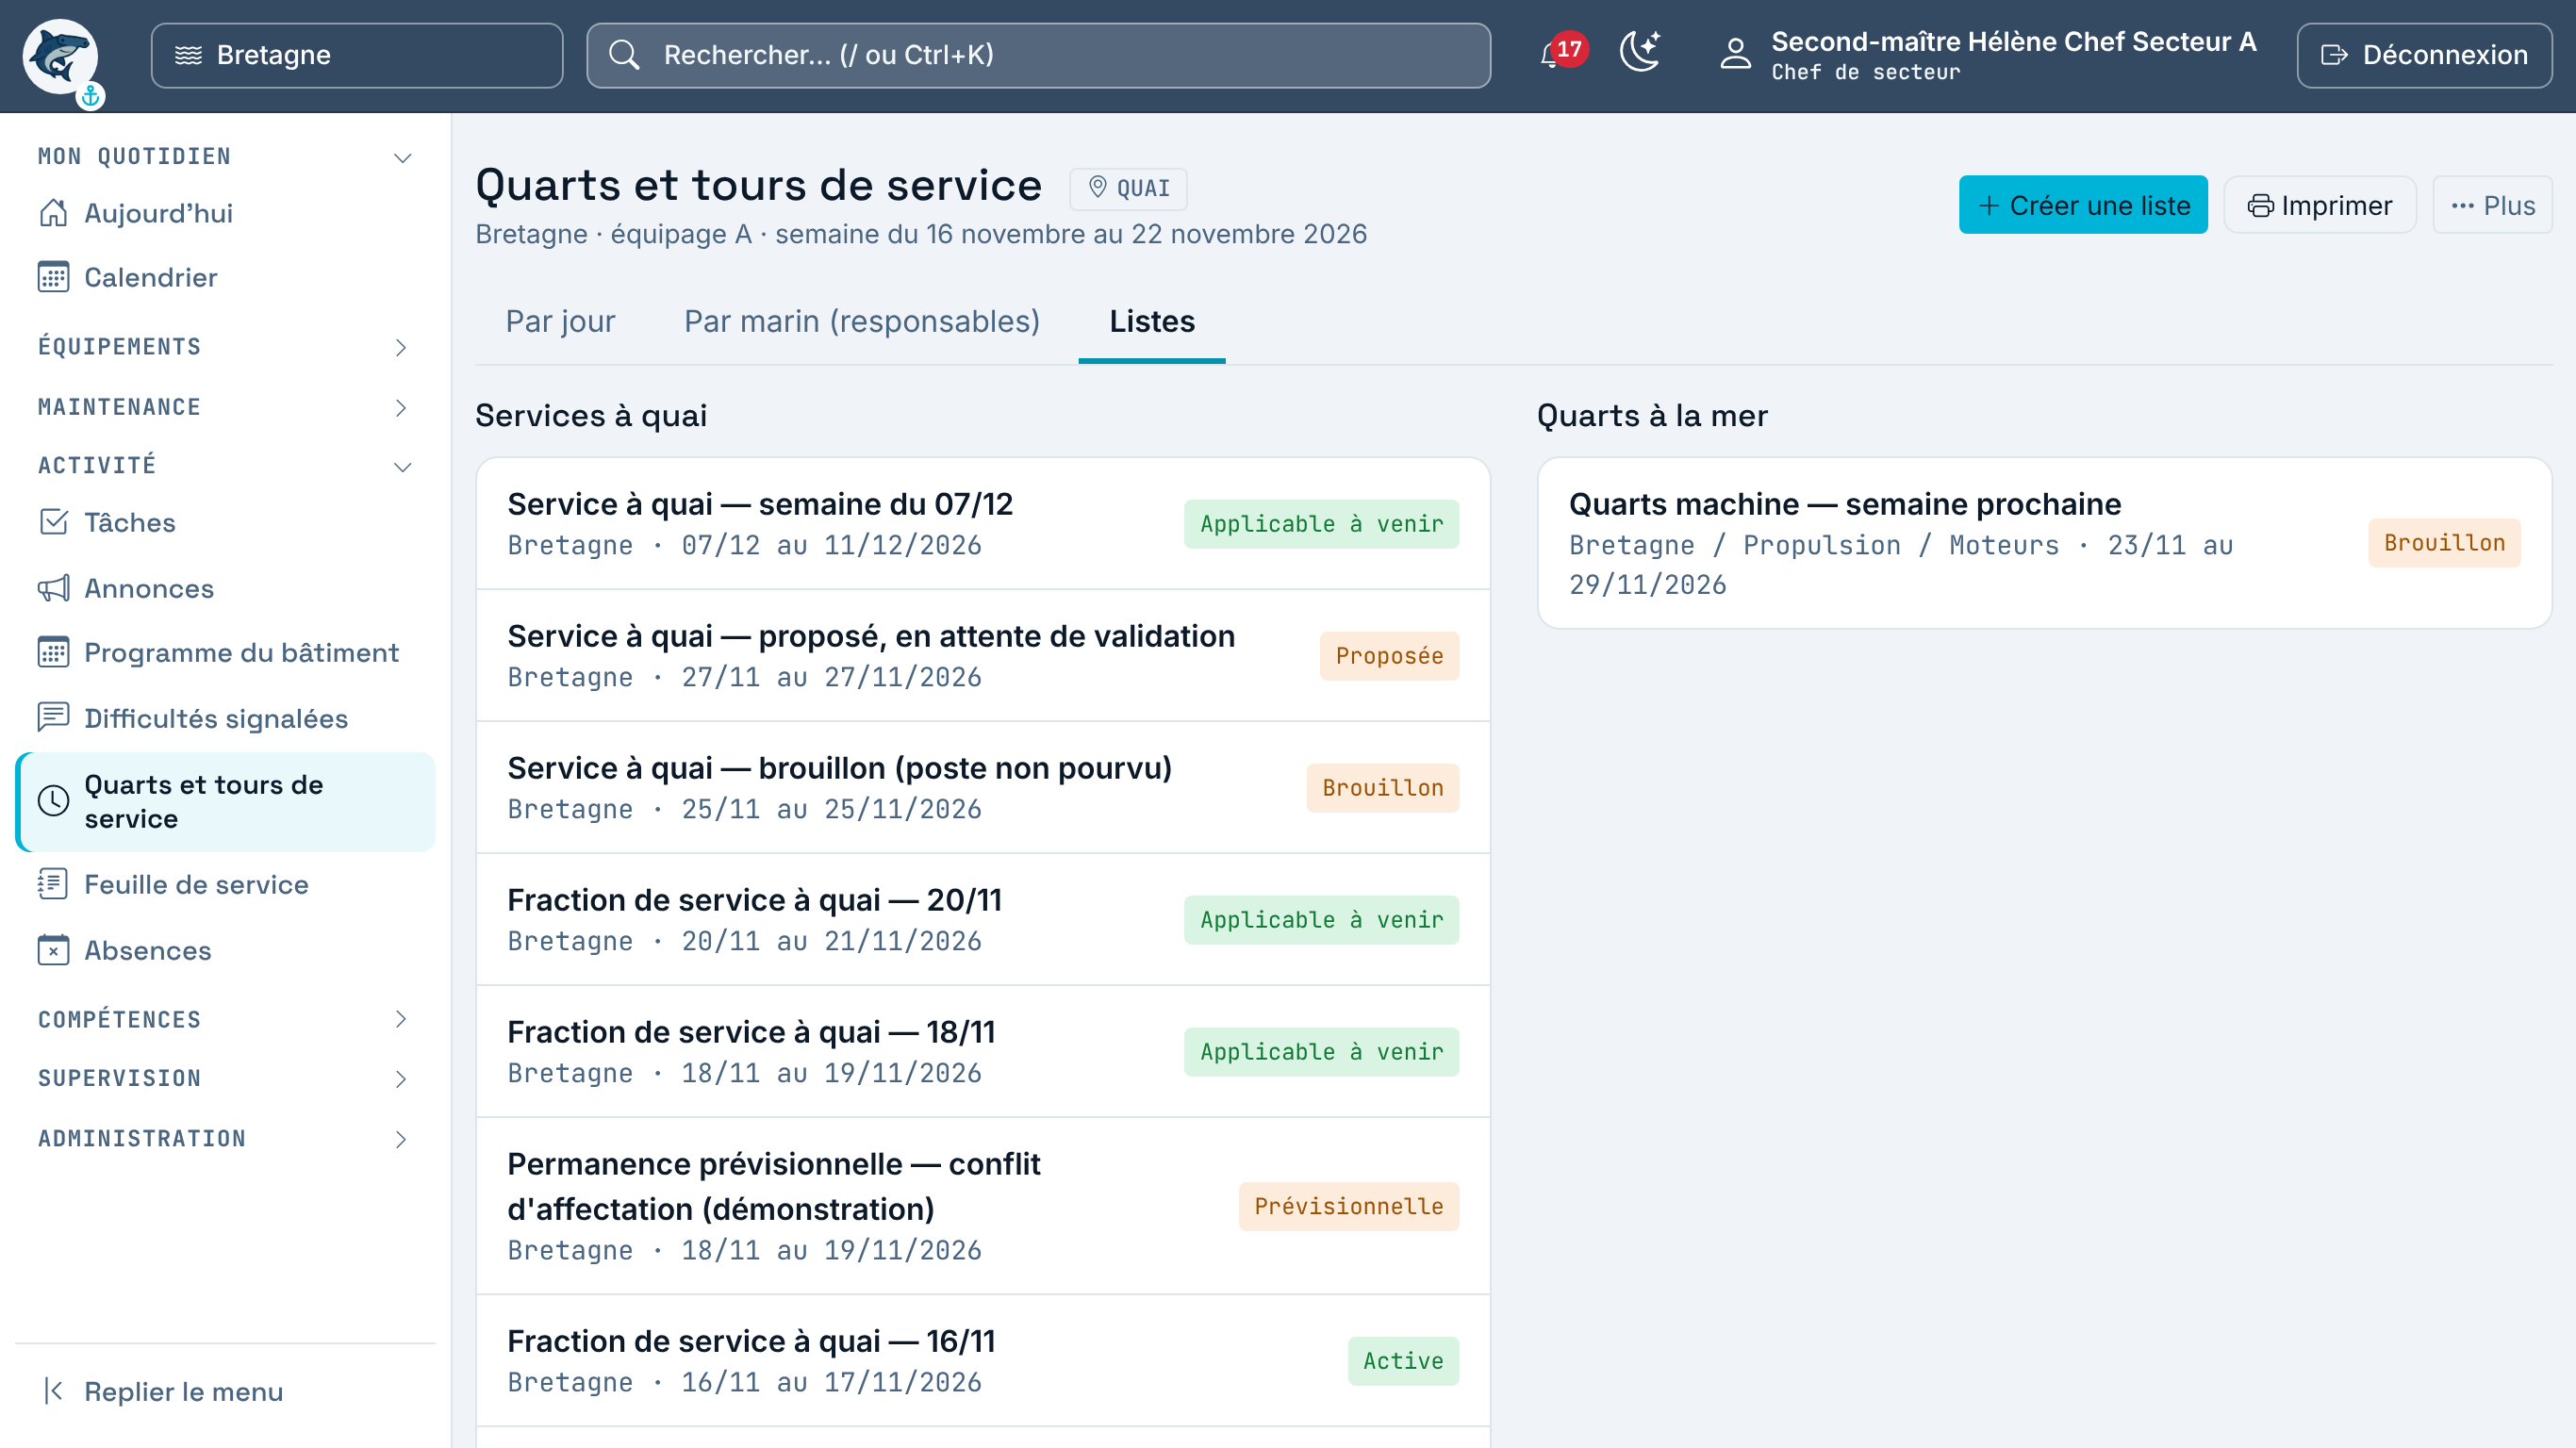 Bretagne
Rechercher... (/ ou Ctrl+K)
17
Second-maître Hélène Chef Secteur A
Chef de secteur
Déconnexion
MON QUOTIDIEN
Aujourd'hui
Calendrier
ÉQUIPEMENTS
MAINTENANCE
ACTIVITÉ
Tâches
Annonces
Programme du bâtiment
Difficultés signalées
Quarts et tours de
service
Feuille de service
Absences
COMPÉTENCES
SUPERVISION
ADMINISTRATION
Replier le menu
Quarts et tours de service
QUAI
Bretagne · équipage A · semaine du 16 novembre au 22 novembre 2026
+ Créer une liste
Imprimer
··· Plus
Par jour
Par marin (responsables)
Listes
Services à quai
Service à quai — semaine du 07/12
Bretagne · 07/12 au 11/12/2026
Applicable à venir
Service à quai — proposé, en attente de validation
Bretagne · 27/11 au 27/11/2026
Proposée
Service à quai — brouillon (poste non pourvu)
Bretagne · 25/11 au 25/11/2026
Brouillon
Fraction de service à quai — 20/11
Bretagne · 20/11 au 21/11/2026
Applicable à venir
Fraction de service à quai — 18/11
Bretagne · 18/11 au 19/11/2026
Applicable à venir
Permanence prévisionnelle — conflit
d'affectation (démonstration)
Bretagne · 18/11 au 19/11/2026
Prévisionnelle
Fraction de service à quai — 16/11
Bretagne · 16/11 au 17/11/2026
Active
Quarts à la mer
Quarts machine — semaine prochaine
Bretagne / Propulsion / Moteurs · 23/11 au
29/11/2026
Brouillon